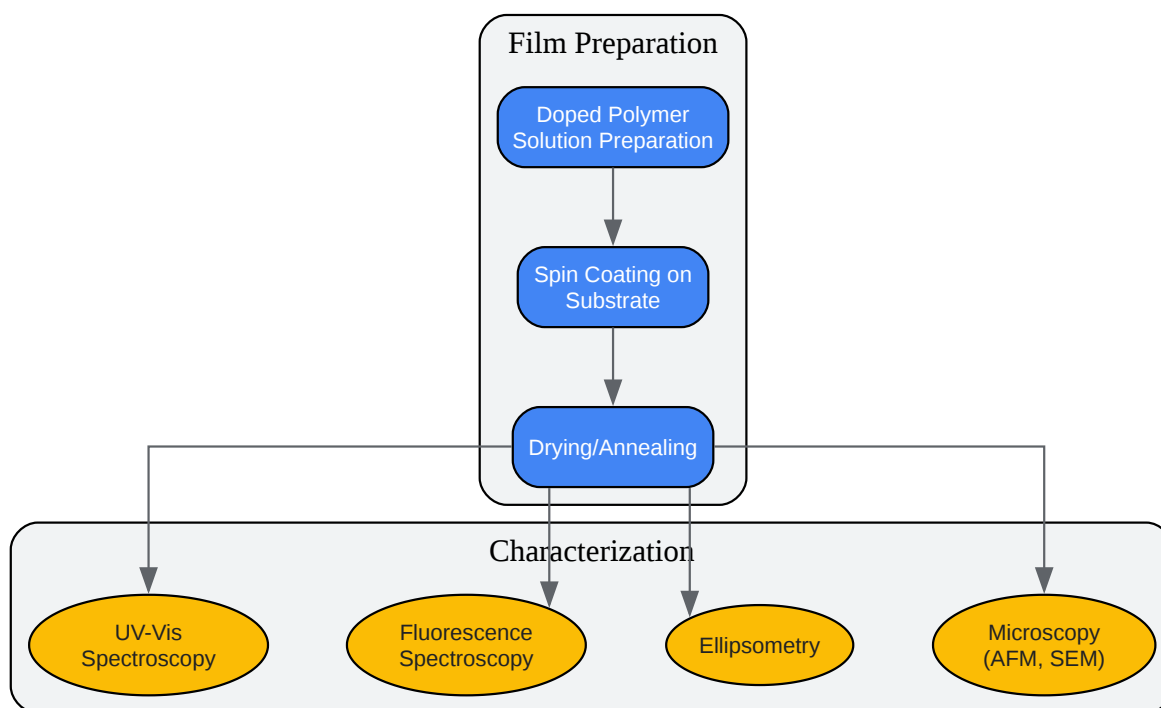 Film Preparation
Doped Polymer
Solution Preparation
Spin Coating on
Substrate
Drying/Annealing
Characterization
UV-Vis
Spectroscopy
Fluorescence
Spectroscopy
Ellipsometry
Microscopy
(AFM, SEM)